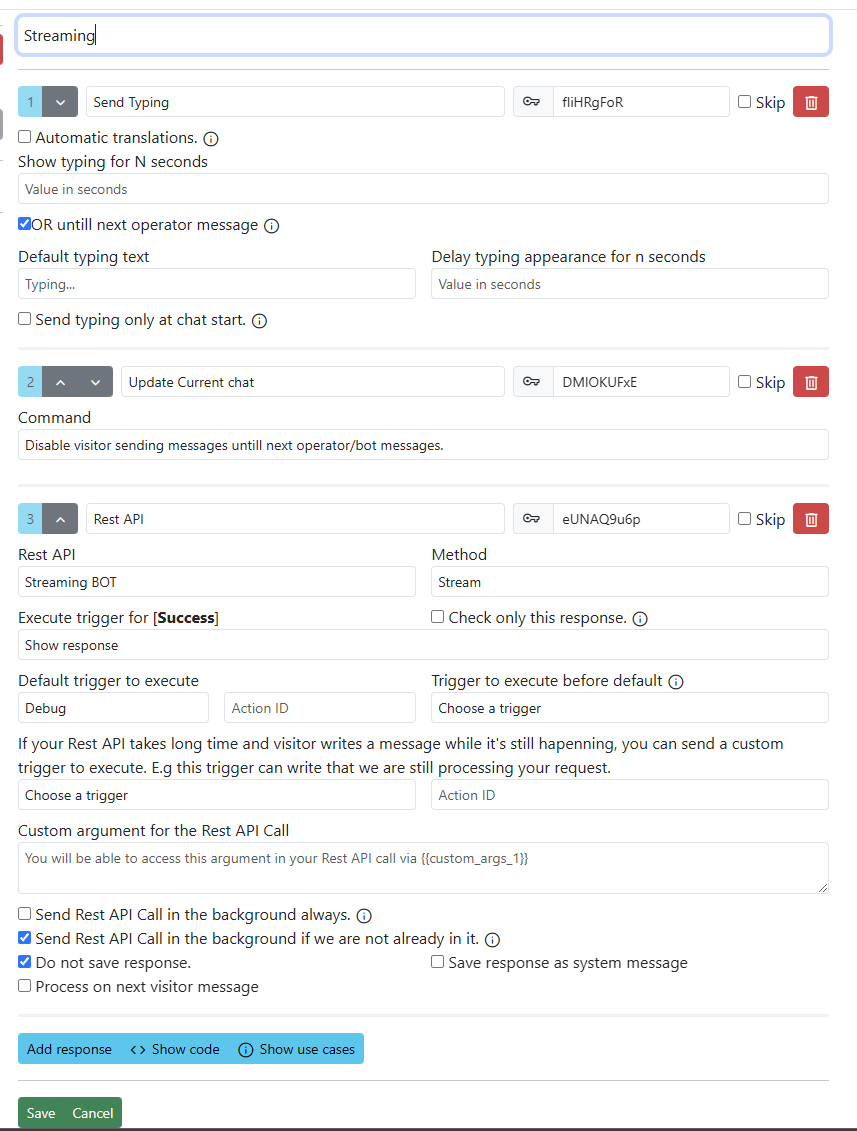 Streaming
1 Send Typing fIiHRgFoR Skip
Automatic translations.
Show typing for N seconds
Value in seconds
OR untill next operator message
Default typing text Delay typing appearance for n seconds
Typing... Value in seconds
Send typing only at chat start.
2 Update Current chat DMIOKUFxE Skip
Command
Disable visitor sending messages untill next operator/bot messages.
3 Rest API eUNAQ9u6p Skip
Rest API Method
Streaming BOT Stream
Execute trigger for [Success] Check only this response.
Show response
Default trigger to execute Trigger to execute before default
Debug Action ID Choose a trigger
If your Rest API takes long time and visitor writes a message while it's still hapenning, you can send a custom
trigger to execute. E.g this trigger can write that we are still processing your request.
Choose a trigger Action ID
Custom argument for the Rest API Call
You will be able to access this argument in your Rest API call via {{custom_args_1}}
Send Rest API Call in the background always.
Send Rest API Call in the background if we are not already in it.
Do not save response. Save response as system message
Process on next visitor message
Add response <> Show code Show use cases
Save Cancel